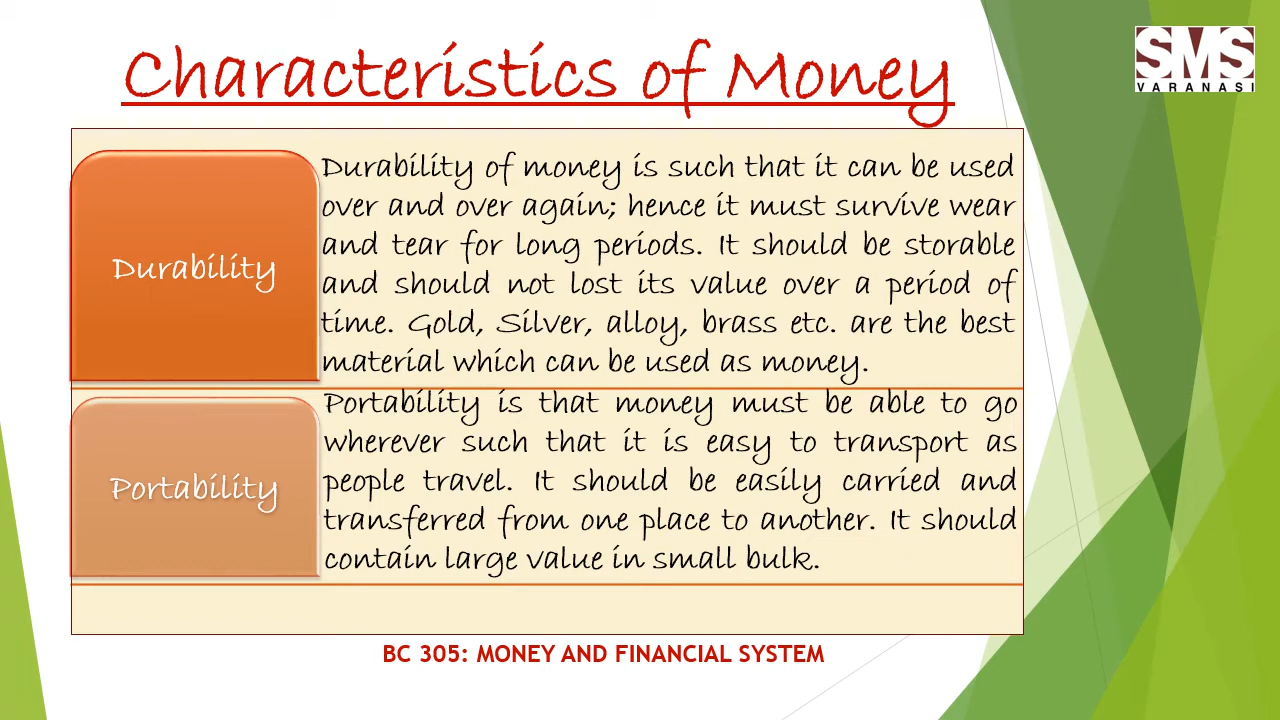 Characteristics of Money
SMS
VARANASI
Durability
Durability of money is such that it can be used
over and over again; hence it must survive wear
and tear for long periods. It should be storable
and should not lost its value over a period of
time. Gold, Silver, alloy, brass etc. are the best
material which can be used as money.
Portability
Portability is that money must be able to go
wherever such that it is easy to transport as
people travel. It should be easily carried and
transferred from one place to another. It should
contain large value in small bulk.
BC 305: MONEY AND FINANCIAL SYSTEM